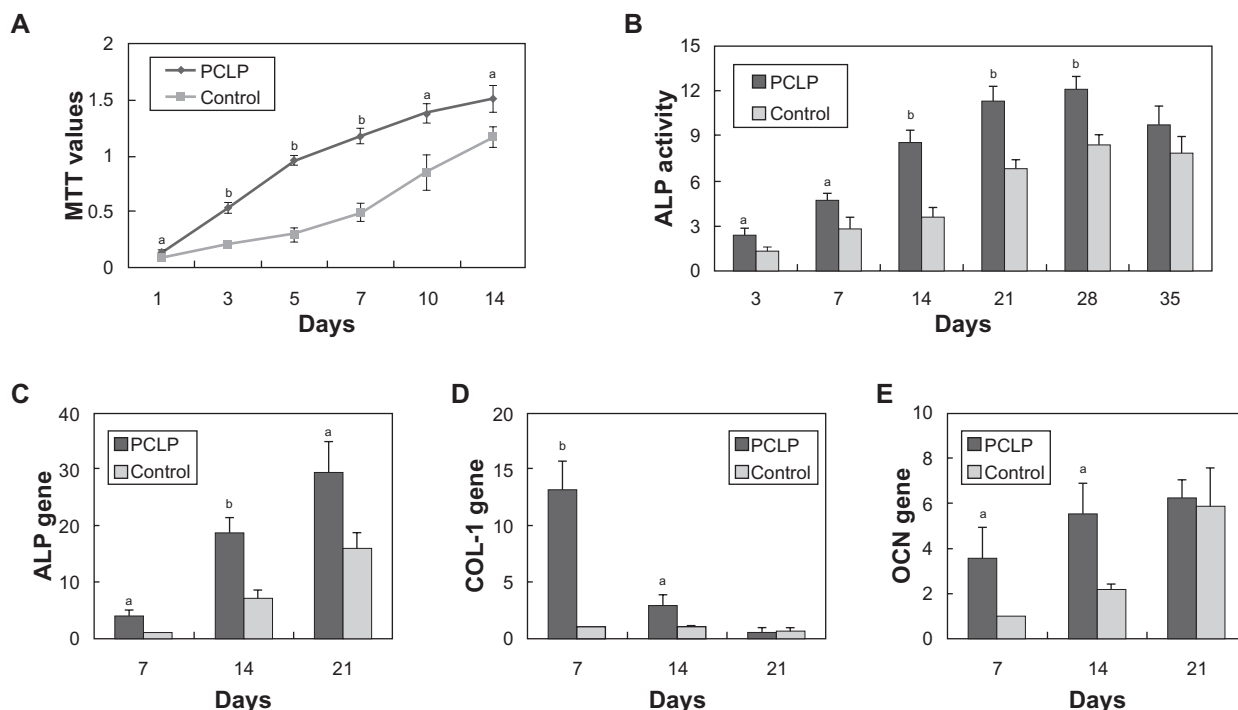 A
MTT values
2
1.5
1
0.5
0
PCLP
Control
a
b
b
b
a
a
1
3
5
7
10
14
Days
B
ALP activity
15
12
9
6
3
0
PCLP
Control
a
a
b
b
b
3
7
14
21
28
35
Days
C
ALP gene
40
30
20
10
0
PCLP
Control
a
b
a
7
14
21
Days
D
COL-1 gene
20
15
10
5
0
PCLP
Control
b
a
7
14
21
Days
E
OCN gene
10
8
6
4
2
0
PCLP
Control
a
a
7
14
21
Days